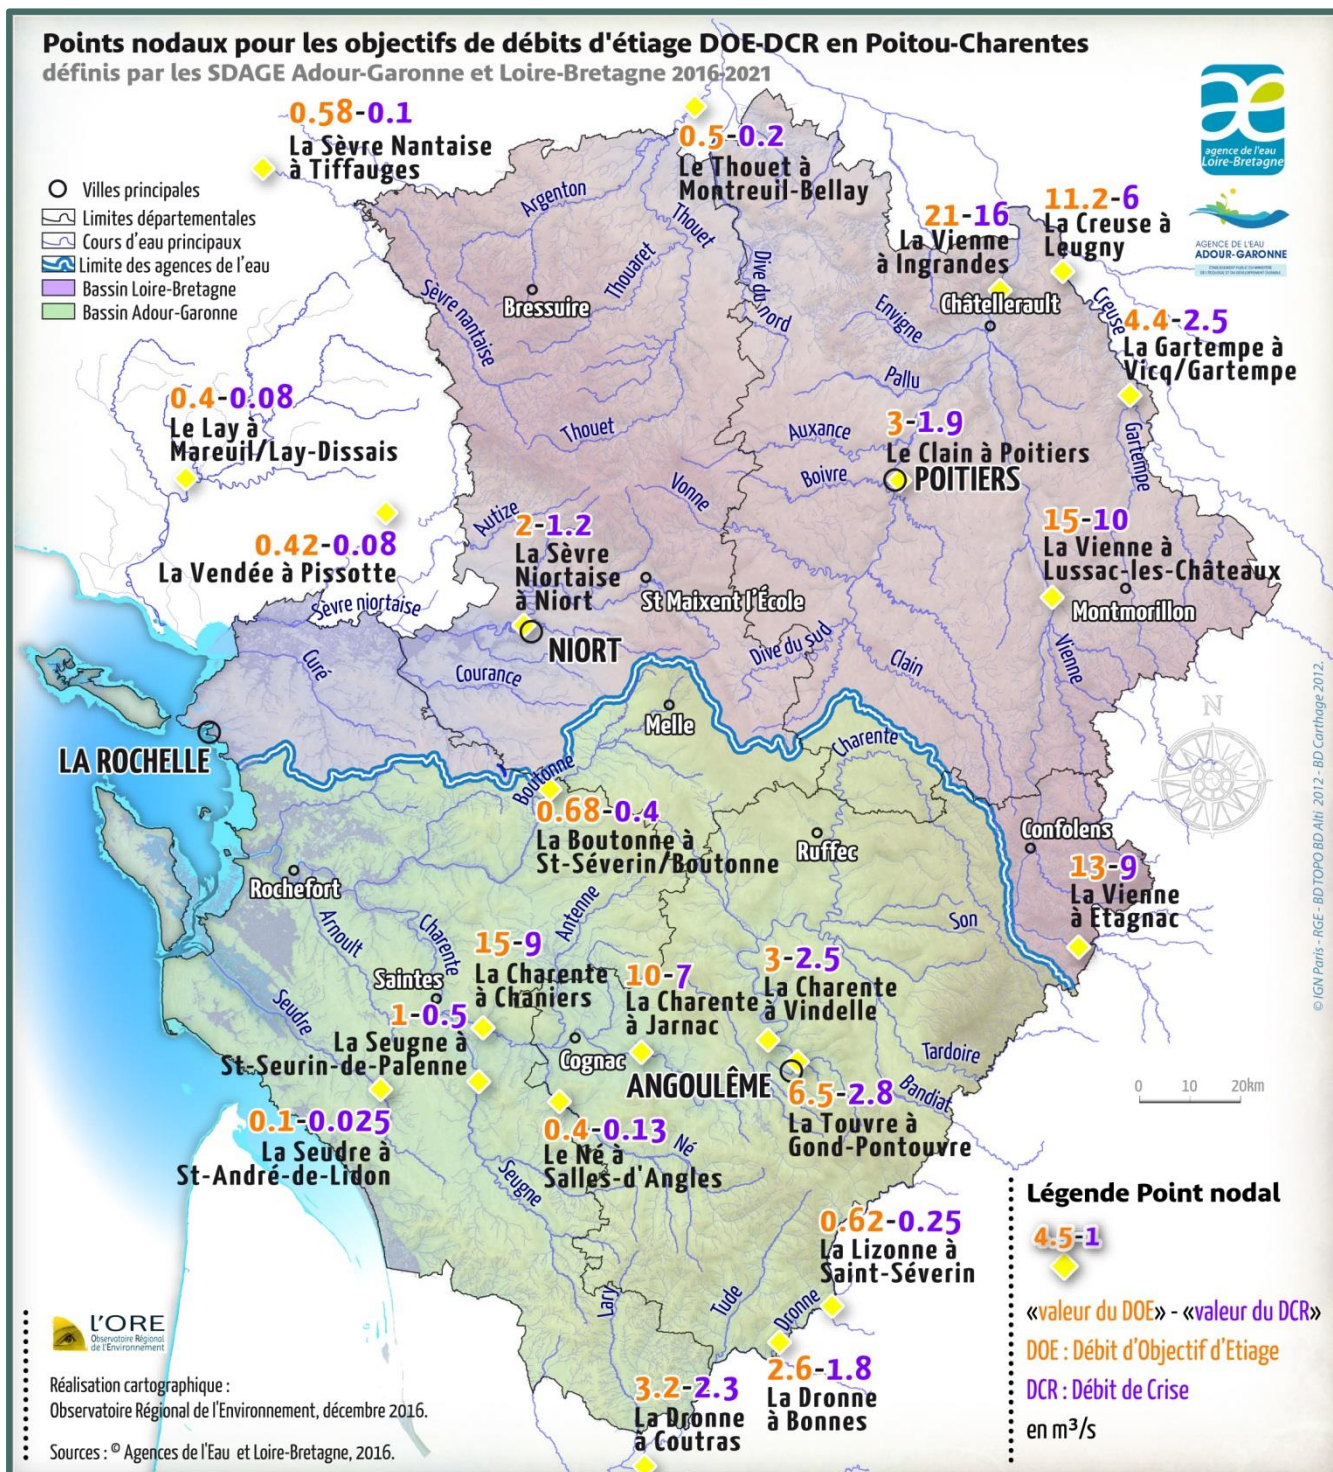 Points nodaux pour les objectifs de débits d'étiage DOE-DCR en Poitou-Charentes
définis par les SDAGE Adour-Garonne et Loire-Bretagne 2016-2021
agence de l'eau
Loire-Bretagne
AGENCE DE L'EAU
ADOUR-GARONNE
Villes principales
Limites départementales
Cours d'eau principaux
Limite des agences de l'eau
Bassin Loire-Bretagne
Bassin Adour-Garonne
0.58-0.1
La Sèvre Nantaise
à Tiffauges
0.5-0.2
Le Thouet à
Montreuil-Bellay
21-16
La Vienne
à Ingrandes
11.2-6
La Creuse à
Leugny
4.4-2.5
La Gartempe à
Vicq/Gartempe
0.4-0.08
Le Lay à
Mareuil/Lay-Dissais
0.42-0.08
La Vendée à Pissotte
3-1.9
Le Clain à Poitiers
POITIERS
2-1.2
La Sèvre
Niortaise
à Niort
NIORT
15-10
La Vienne à
Lussac-les-Châteaux
Montmorillon
Argenton
Thouet
Thouaret
Dive du nord
Bressuire
Sèvre nantaise
Châtellerault
Envigne
Creuse
Pallu
Thouet
Auxance
Boivre
Vonne
Gartempe
Autize
St Maixent l'École
Sèvre niortaise
Curé
Courance
Dive du sud
Clain
Vienne
Melle
LA ROCHELLE
Boutonne
Charente
N
0.68-0.4
La Boutonne à
St-Séverin/Boutonne
Ruffec
Confolens
13-9
La Vienne
à Etagnac
Rochefort
Arnoult
Charente
Antenne
Son
Saintes
Seudre
15-9
La Charente
à Chaniers
10-7
La Charente
à Jarnac
3-2.5
La Charente
à Vindelle
1-0.5
La Seugne à
St-Seurin-de-Palenne
Cognac
ANGOULÊME
Tardoire
Bandiat
0.1-0.025
La Seudre à
St-André-de-Lidon
0.4-0.13
Le Né à
Salles-d'Angles
6.5-2.8
La Touvre à
Gond-Pontouvre
Né
Seugne
0.62-0.25
La Lizonne à
Saint-Séverin
Lary
Tude
Dronne
2.6-1.8
La Dronne
à Bonnes
3.2-2.3
La Dronne
à Coutras
0 10 20km
© IGN Paris - RGE - BD TOPO BD Alti 2012 - BD Carthage 2012.
Légende Point nodal
4.5-1
«valeur du DOE» - «valeur du DCR»
DOE : Débit d'Objectif d'Etiage
DCR : Débit de Crise
en m³/s
L'ORE
Observatoire Régional
de l'Environnement
Réalisation cartographique :
Observatoire Régional de l'Environnement, décembre 2016.
Sources : © Agences de l'Eau et Loire-Bretagne, 2016.